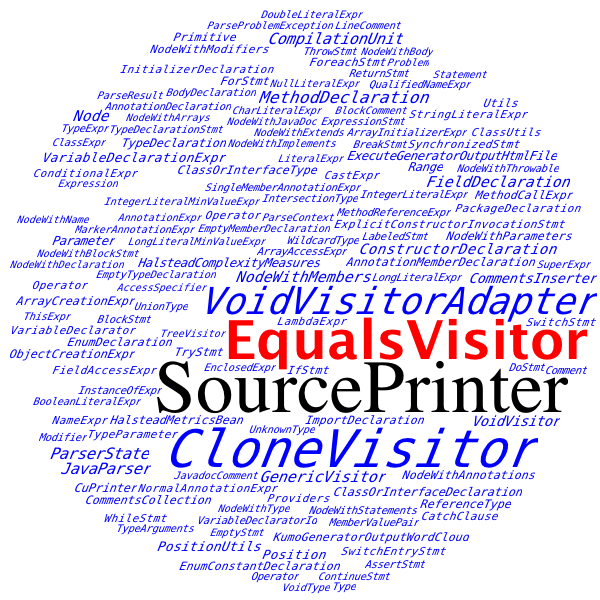 DoubleLiteralExpr
ParseProblemException LineComment
Primitive CompilationUnit
NodeWithModifiers ThrowStmt NodeWithBody
ForeachStmt Problem
InitializerDeclaration ReturnStmt Statement
ForStmt NullLiteralExpr QualifiedNameExpr
ParseResult BodyDeclaration MethodDeclaration Utils
AnnotationDeclaration CharLiteralExpr BlockComment StringLiteralExpr
Node NodeWithArrays NodeWithJavaDoc ExpressionStmt
TypeExpr TypeDeclarationStmt NodeWithExtends ArrayInitializerExpr ClassUtils
ClassExpr TypeDeclaration NodeWithImplements BreakStmt SynchronizedStmt
VariableDeclarationExpr LiteralExpr ExecuteGeneratorOutputHtmlFile
ConditionalExpr ClassOrInterfaceType CastExpr Range NodeWithThrowable
Expression SingleMemberAnnotationExpr FieldDeclaration
IntegerLiteralMinValueExpr IntersectionType IntegerLiteralExpr MethodCallExpr
NodeWithName AnnotationExpr Operator ParseContext MethodReferenceExpr PackageDeclaration
MarkerAnnotationExpr EmptyMemberDeclaration ExplicitConstructorInvocationStmt
Parameter LongLiteralMinValueExpr WildcardType LabeledStmt NodeWithParameters
NodeWithBlockStmt ArrayAccessExpr ConstructorDeclaration
NodeWithDeclaration HalsteadComplexityMeasures AnnotationMemberDeclaration SuperExpr
EmptyTypeDeclaration NodeWithMembers LongLiteralExpr CommentsInserter
Operator AccessSpecifier
ArrayCreationExpr UnionType VoidVisitorAdapter
ThisExpr BlockStmt LambdaExpr SwitchStmt
VariableDeclarator TreeVisitor EqualsVisitor
EnumDeclaration
ObjectCreationExpr TryStmt
FieldAccessExpr EnclosedExpr IfStmt DoStmt Comment
InstanceOfExpr SourcePrinter
BooleanLiteralExpr
NameExpr HalsteadMetricsBean ImportDeclaration VoidVisitor
Modifier TypeParameter UnknownType
ParserState CloneVisitor
JavaParser JavadocComment GenericVisitor NodeWithAnnotations
CuPrinter NormalAnnotationExpr ClassOrInterfaceDeclaration
CommentsCollection Providers ReferenceType
NodeWithType NodeWithStatements CatchClause
WhileStmt VariableDeclaratorId MemberValuePair
TypeArguments EmptyStmt KumoGeneratorOutputWordCloud
PositionUtils Position SwitchEntryStmt
EnumConstantDeclaration AssertStmt
Operator ContinueStmt
VoidType Type